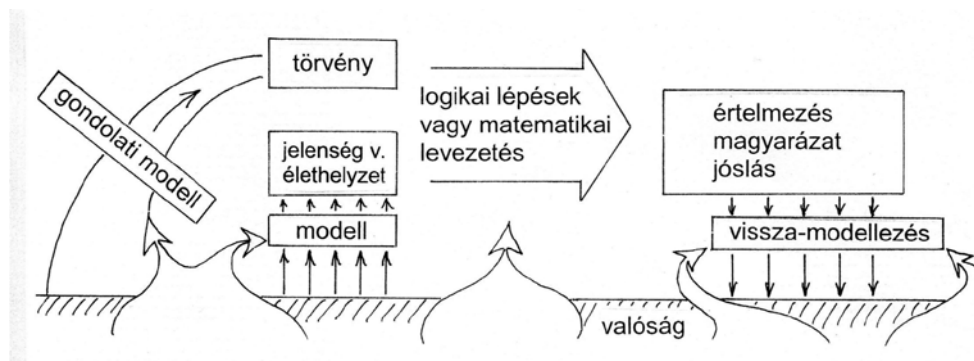 gondolati modell
törvény
jelenség v.
élethelyzet
modell
logikai lépések
vagy matematikai
levezetés
értelmezés
magyarázat
jóslás
vissza-modellezés
valóság